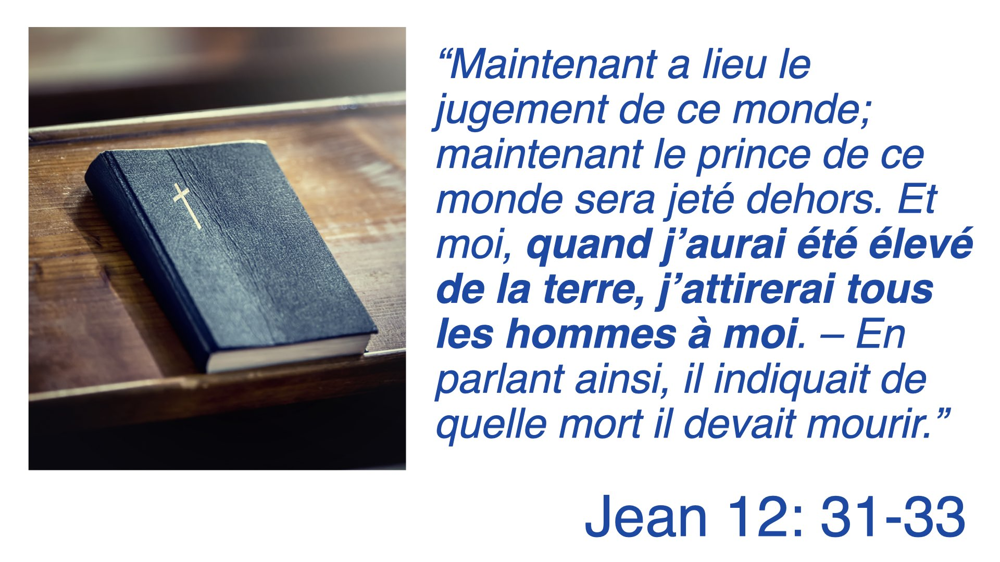 “Maintenant a lieu le
jugement de ce monde;
maintenant le prince de ce
monde sera jeté dehors. Et
moi, quand j’aurai été élevé
de la terre, j’attirerai tous
les hommes à moi. – En
parlant ainsi, il indiquait de
quelle mort il devait mourir.”
Jean 12: 31-33